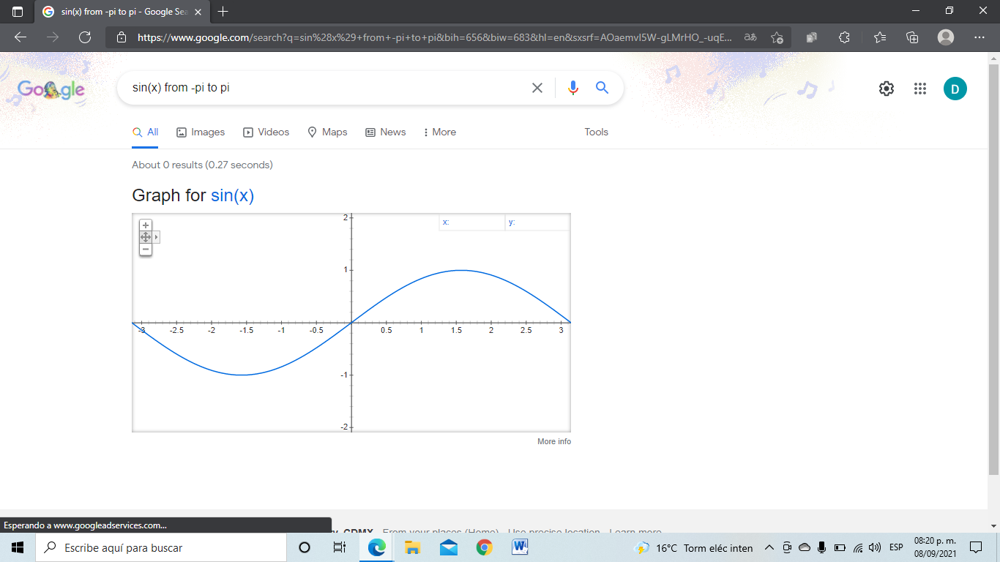 sin(x) from -pi to pi - Google Sea
https://www.google.com/search?q=sin%28x%29+from+-pi+to+pi&bih=656&biw=683&hl=en&sxsrf=AOaemvI5W-gLMrHO_-uqE...
Google
sin(x) from -pi to pi
D
All Images Videos Maps News More Tools
About 0 results (0.27 seconds)
Graph for sin(x)
x: y:
2
1
-3 -2.5 -2 -1.5 -1 -0.5 0.5 1 1.5 2 2.5 3
-1
-2
More info
Esperando a www.googleadservices.com...
CDMX - From your places (Home) - Use precise location - Learn more
Escribe aquí para buscar
16°C Torm eléc inten
ESP
08:20 p. m.
08/09/2021